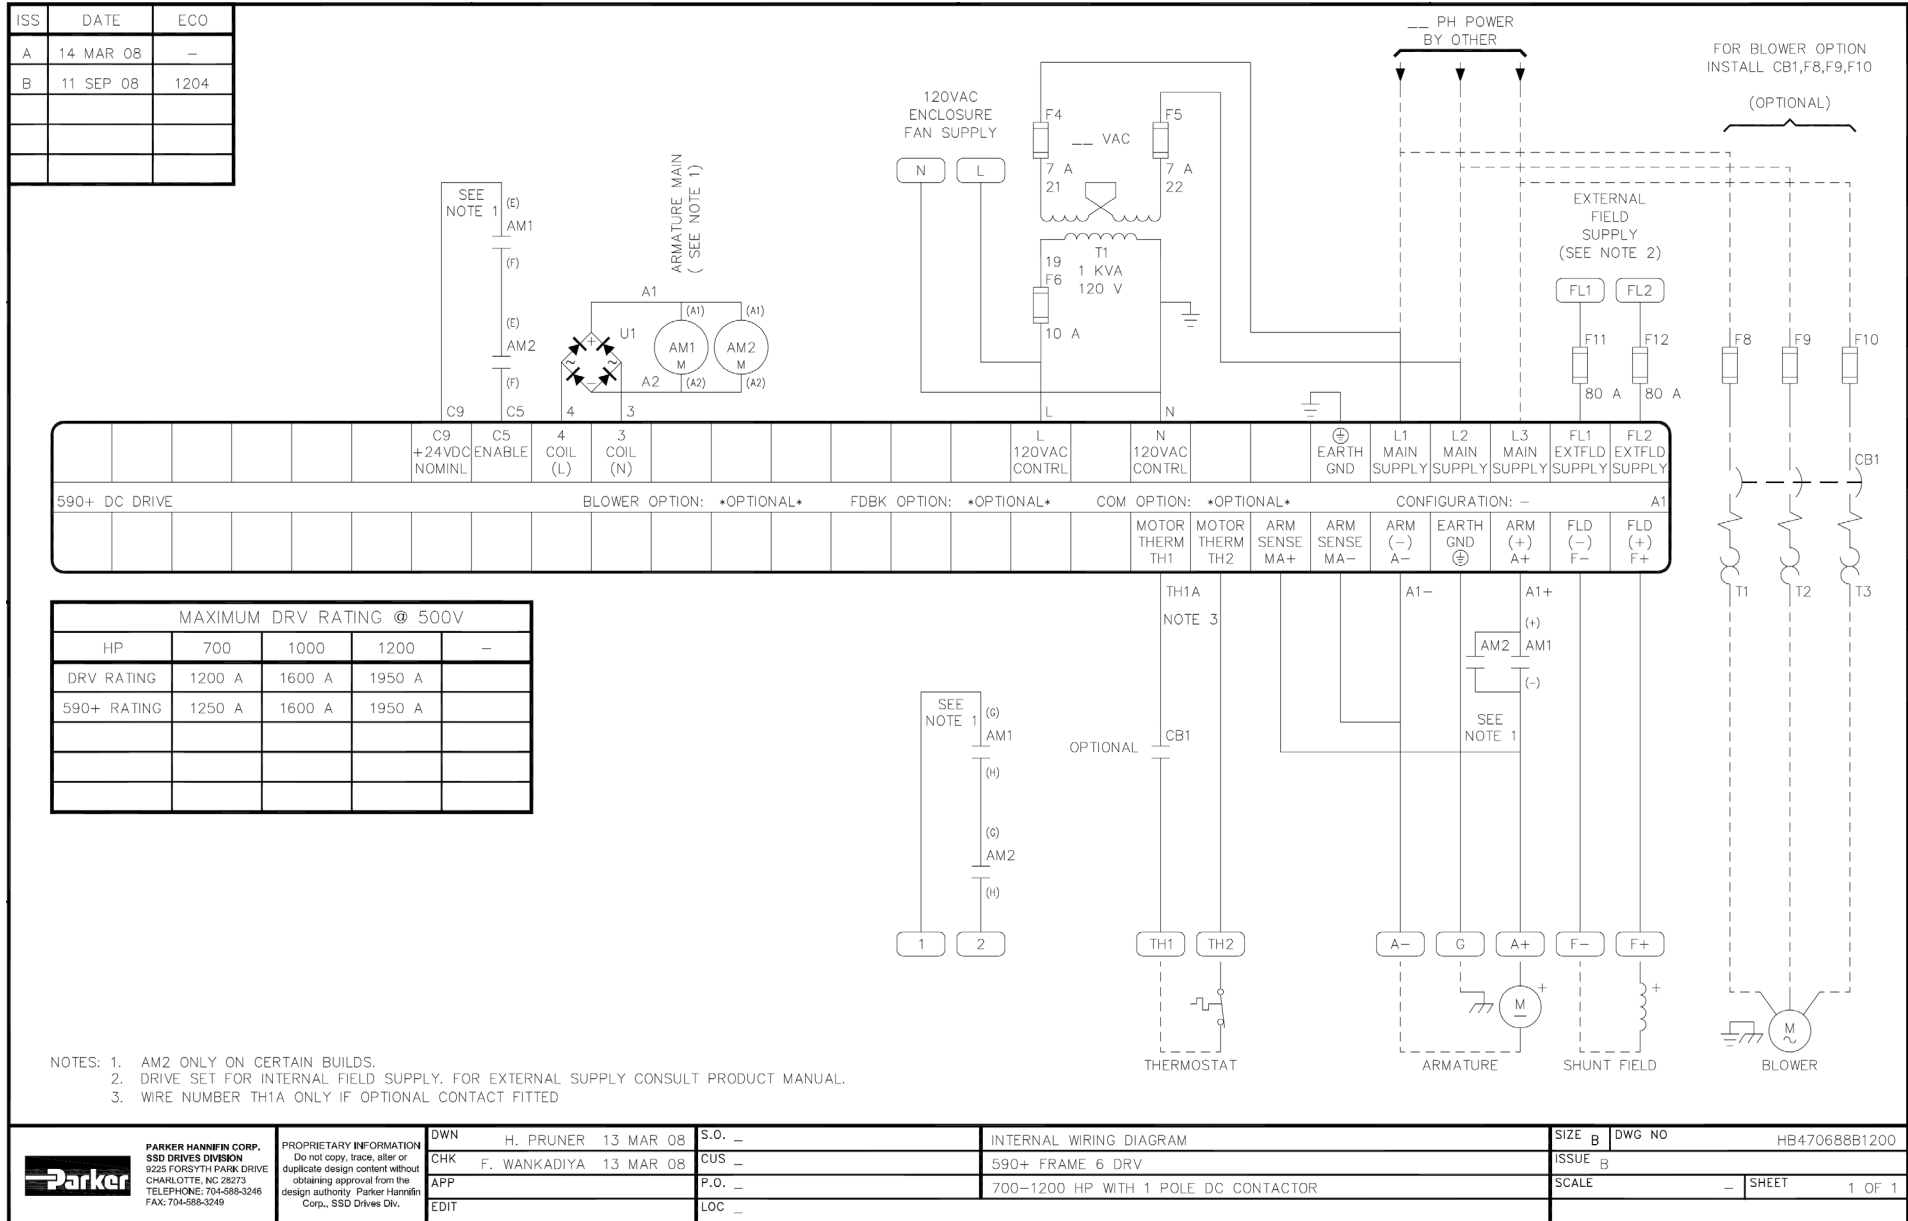 ISS DATE ECO
A 14 MAR 08 –
B 11 SEP 08 1204
__ PH POWER
BY OTHER
FOR BLOWER OPTION
INSTALL CB1,F8,F9,F10
(OPTIONAL)
120VAC
ENCLOSURE
FAN SUPPLY
N L
F4
7 A
21
__ VAC
F5
7 A
22
19
F6
10 A
T1
1 KVA
120 V
SEE
NOTE 1
(E)
AM1
(F)
(E)
AM2
(F)
C9 C5
ARMATURE MAIN
( SEE NOTE 1)
A1
(A1) (A1)
U1
+
~ ~
–
AM1
M
AM2
M
A2 (A2) (A2)
4 3
L N
EXTERNAL
FIELD
SUPPLY
(SEE NOTE 2)
FL1 FL2
F11 F12
80 A 80 A
F8 F9 F10
CB1
T1 T2 T3
C9
+24VDC
NOMINL
C5
ENABLE
4
COIL
(L)
3
COIL
(N)
L
120VAC
CONTRL
N
120VAC
CONTRL
EARTH
GND
L1
MAIN
SUPPLY
L2
MAIN
SUPPLY
L3
MAIN
SUPPLY
FL1
EXTFLD
SUPPLY
FL2
EXTFLD
SUPPLY
590+ DC DRIVE BLOWER OPTION: *OPTIONAL* FDBK OPTION: *OPTIONAL* COM OPTION: *OPTIONAL* CONFIGURATION: – A1
MOTOR
THERM
TH1
MOTOR
THERM
TH2
ARM
SENSE
MA+
ARM
SENSE
MA–
ARM
(–)
A–
EARTH
GND
ARM
(+)
A+
FLD
(–)
F–
FLD
(+)
F+
MAXIMUM DRV RATING @ 500V
HP 700 1000 1200 –
DRV RATING 1200 A 1600 A 1950 A
590+ RATING 1250 A 1600 A 1950 A
TH1A
NOTE 3
A1– A1+
(+)
AM2 AM1
(–)
SEE
NOTE 1
SEE
NOTE 1
(G)
AM1
(H)
(G)
AM2
(H)
OPTIONAL
CB1
1 2 TH1 TH2 A– G A+ F– F+
M
–
+
+
M
~
THERMOSTAT ARMATURE SHUNT FIELD BLOWER
NOTES: 1. AM2 ONLY ON CERTAIN BUILDS.
2. DRIVE SET FOR INTERNAL FIELD SUPPLY. FOR EXTERNAL SUPPLY CONSULT PRODUCT MANUAL.
3. WIRE NUMBER TH1A ONLY IF OPTIONAL CONTACT FITTED
Parker
PARKER HANNIFIN CORP.
SSD DRIVES DIVISION
9225 FORSYTH PARK DRIVE
CHARLOTTE, NC 28273
TELEPHONE: 704-588-3246
FAX: 704-588-3249
PROPRIETARY INFORMATION
Do not copy, trace, alter or
duplicate design content without
obtaining approval from the
design authority Parker Hannifin
Corp., SSD Drives Div.
DWN H. PRUNER 13 MAR 08
CHK F. WANKADIYA 13 MAR 08
APP
EDIT
S.O. –
CUS –
P.O. –
LOC –
INTERNAL WIRING DIAGRAM
590+ FRAME 6 DRV
700–1200 HP WITH 1 POLE DC CONTACTOR
SIZE B DWG NO HB470688B1200
ISSUE B
SCALE – SHEET 1 OF 1